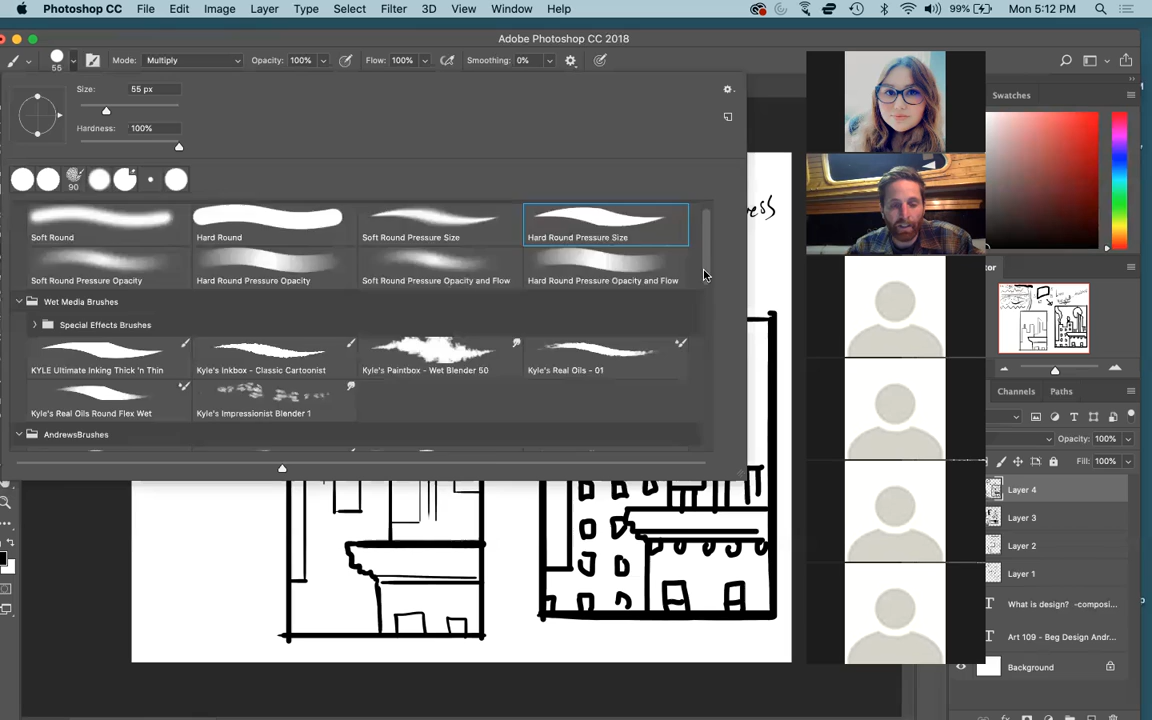 Photoshop CC File Edit Image Layer Type Select Filter 3D View Window Help 99% Mon 5:12 PM
Adobe Photoshop CC 2018
55 Mode: Multiply Opacity: 100% Flow: 100% Smoothing: 0%
Size: 55 px
Swatches
Hardness: 100%
90
Soft Round Hard Round Soft Round Pressure Size Hard Round Pressure Size
Soft Round Pressure Opacity Hard Round Pressure Opacity Soft Round Pressure Opacity and Flow Hard Round Pressure Opacity and Flow
Wet Media Brushes
Special Effects Brushes
KYLE Ultimate Inking Thick 'n Thin Kyle's Inkbox - Classic Cartoonist Kyle's Paintbox - Wet Blender 50 Kyle's Real Oils - 01
Kyle's Real Oils Round Flex Wet Kyle's Impressionist Blender 1
Channels Paths
AndrewsBrushes
Opacity: 100%
Fill: 100%
Layer 4
Layer 3
Layer 2
Layer 1
T What is design? -composi...
T Art 109 - Beg Design Andr...
Background